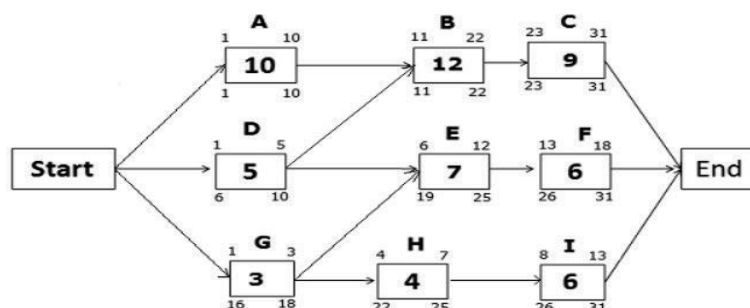 A B C
1 10 11 22 23 31
10 12 9
1 10 11 22 23 31
D E F
1 5 6 12 13 18
Start 5 7 6 End
6 10 19 25 26 31
G H I
1 3 4 7 8 13
3 4 6
16 18 22 25 26 31